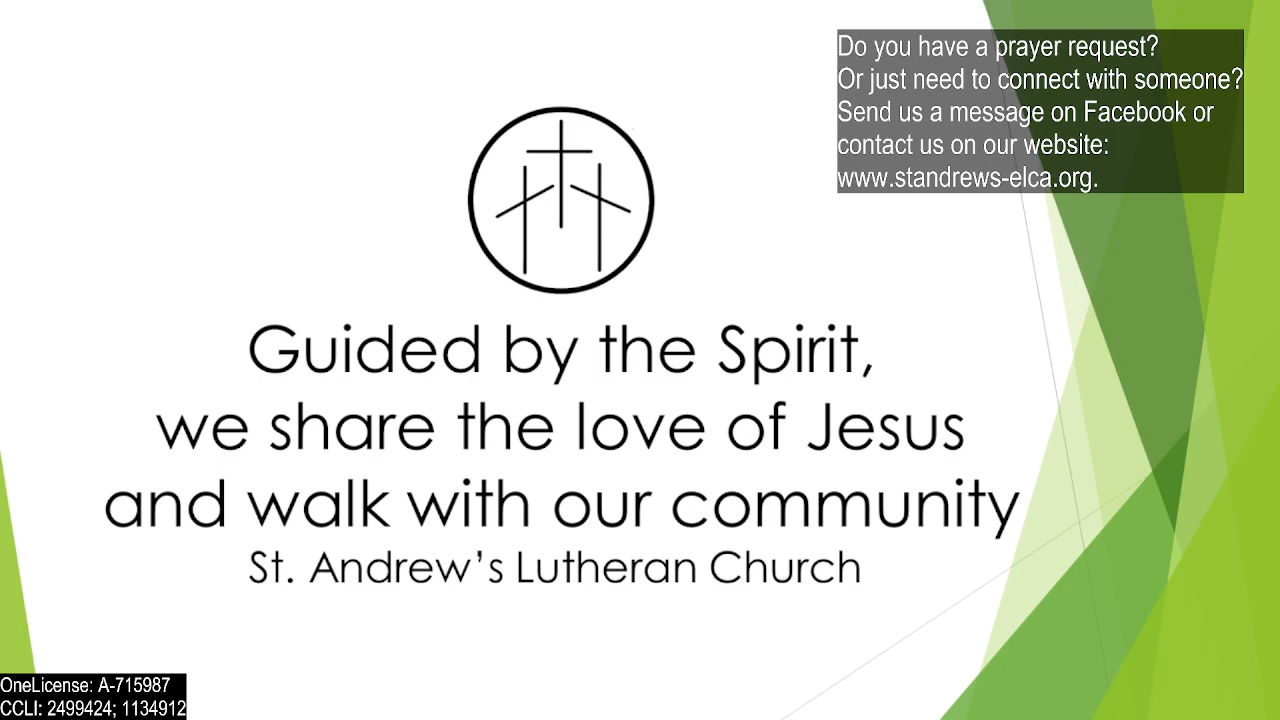 Do you have a prayer request?
Or just need to connect with someone?
Send us a message on Facebook or
contact us on our website:
www.standrews-elca.org.
Guided by the Spirit,
we share the love of Jesus
and walk with our community
St. Andrew’s Lutheran Church
OneLicense: A-715987
CCLI: 2499424; 1134912